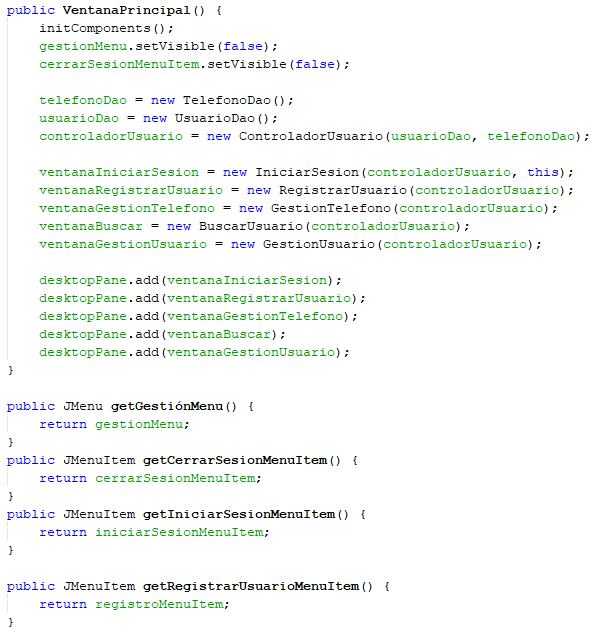 public VentanaPrincipal() {
initComponents();
gestionMenu.setVisible(false);
cerrarSesionMenuItem.setVisible(false);
telefonoDao = new TelefonoDao();
usuarioDao = new UsuarioDao();
controladorUsuario = new ControladorUsuario(usuarioDao, telefonoDao);
ventanaIniciarSesion = new IniciarSesion(controladorUsuario, this);
ventanaRegistrarUsuario = new RegistrarUsuario(controladorUsuario);
ventanaGestionTelefono = new GestionTelefono(controladorUsuario);
ventanaBuscar = new BuscarUsuario(controladorUsuario);
ventanaGestionUsuario = new GestionUsuario(controladorUsuario);
desktopPane.add(ventanaIniciarSesion);
desktopPane.add(ventanaRegistrarUsuario);
desktopPane.add(ventanaGestionTelefono);
desktopPane.add(ventanaBuscar);
desktopPane.add(ventanaGestionUsuario);
}
public JMenu getGestiónMenu() {
return gestionMenu;
}
public JMenuItem getCerrarSesionMenuItem() {
return cerrarSesionMenuItem;
}
public JMenuItem getIniciarSesionMenuItem() {
return iniciarSesionMenuItem;
}
public JMenuItem getRegistrarUsuarioMenuItem() {
return registroMenuItem;
}